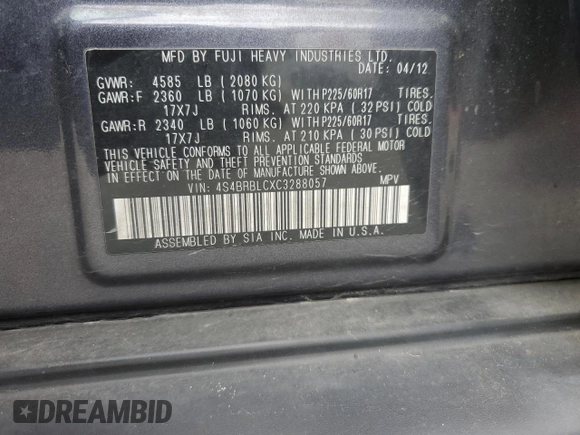 MFD BY FUJI HEAVY INDUSTRIES LTD.
DATE: 04/12
GVWR: 4585 LB ( 2080 KG)
GAWR:F 2360 LB ( 1070 KG) WITH P225/60R17 TIRES.
17X7J RIMS. AT 220 KPA ( 32 PSI) COLD
GAWR:R 2340 LB ( 1060 KG) WITH P225/60R17 TIRES.
17X7J RIMS. AT 210 KPA ( 30 PSI) COLD
THIS VEHICLE CONFORMS TO ALL APPLICABLE FEDERAL MOTOR
VEHICLE SAFETY AND THEFT PREVENTION STANDARDS
IN EFFECT ON THE DATE OF MANUFACTURE SHOWN ABOVE.
VIN: 4S4BRBLCXC3288057 MPV
ASSEMBLED BY SIA INC. MADE IN U.S.A.
DREAMBID